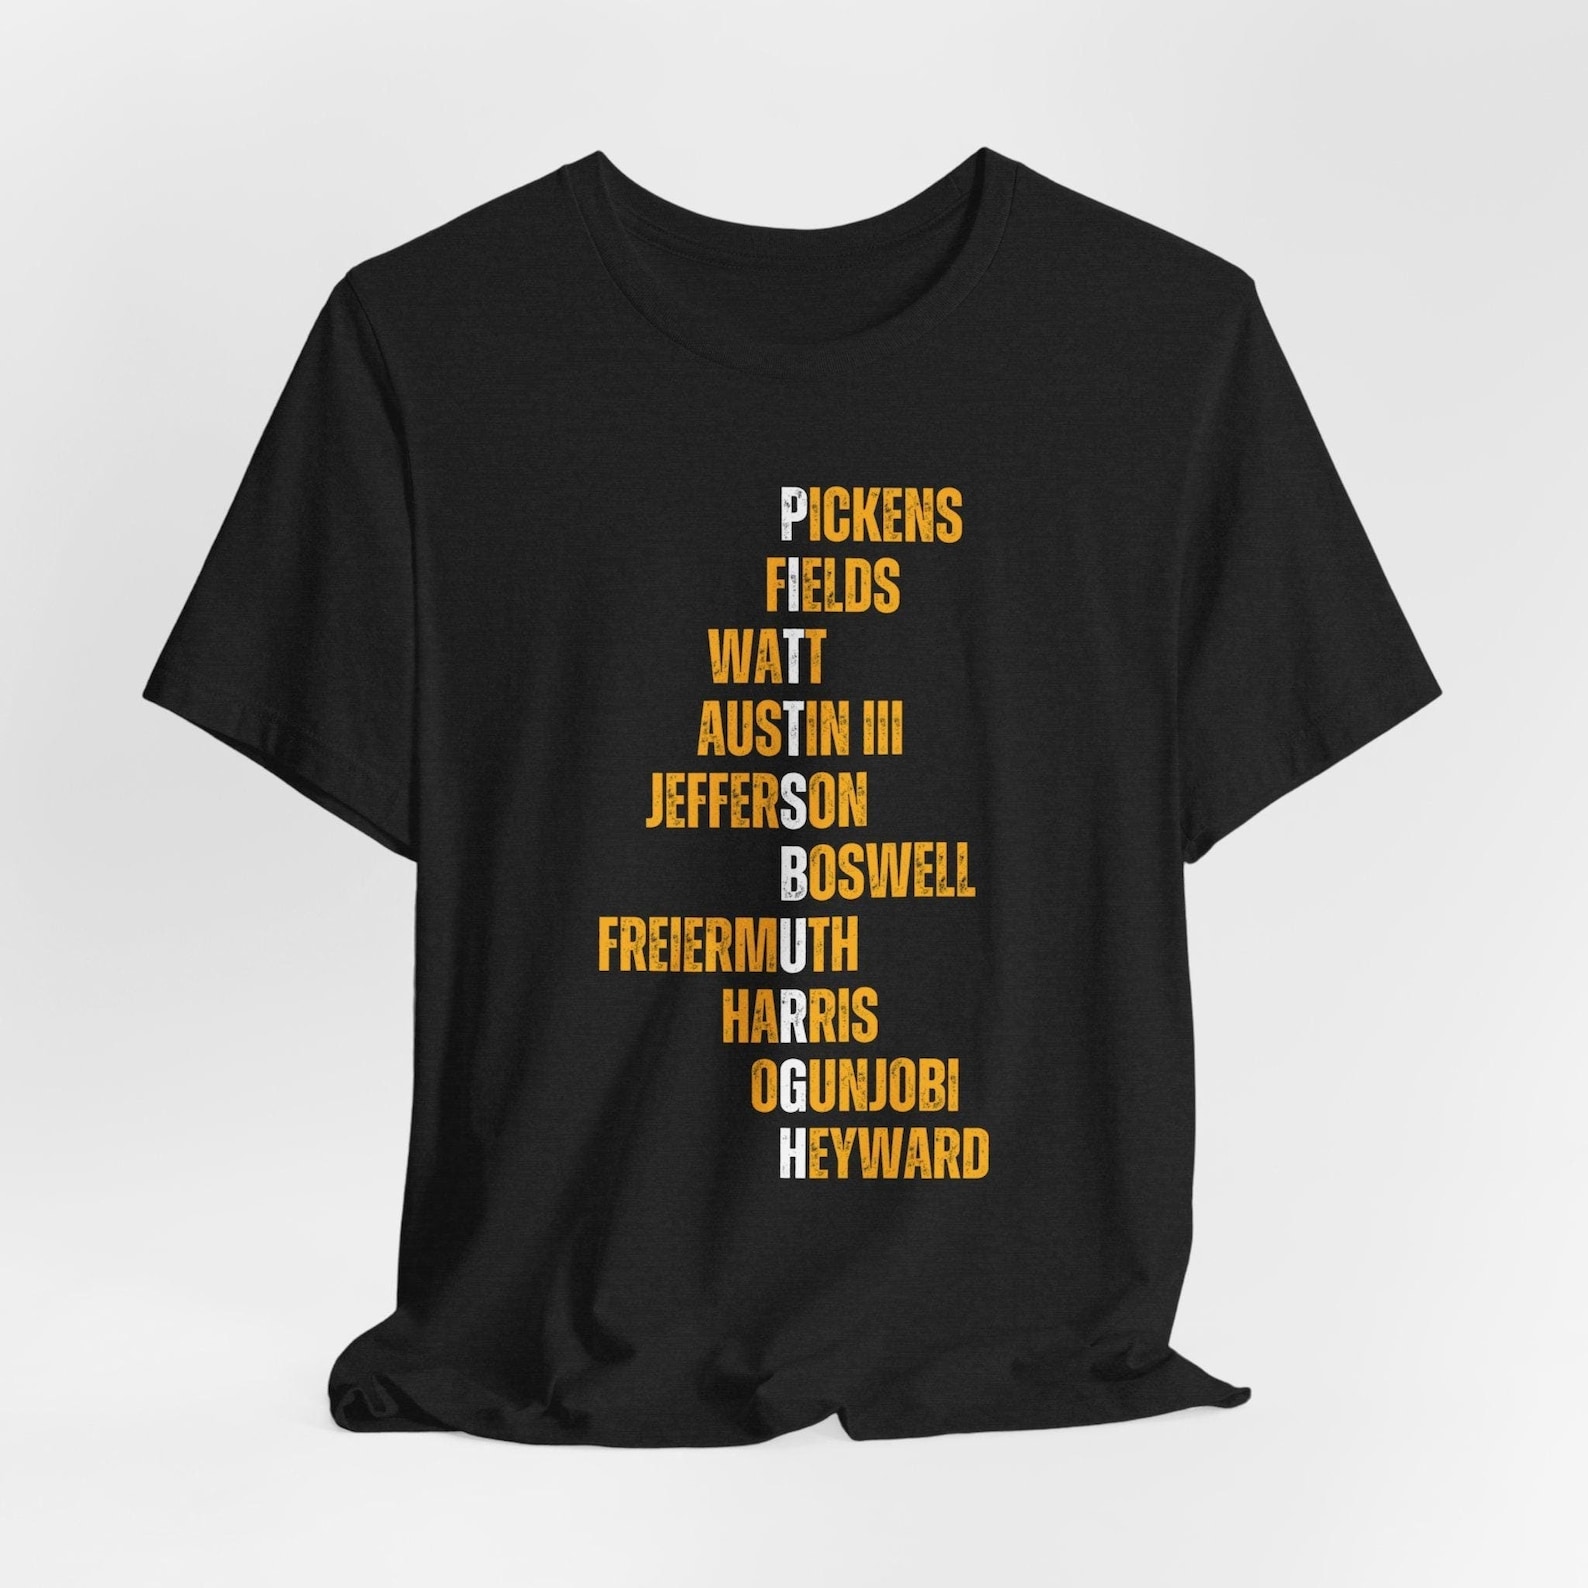 PICKENS
FIELDS
WATT
AUSTIN III
JEFFERSON
BOSWELL
FREIERMUTH
HARRIS
OGUNJOBI
HEYWARD